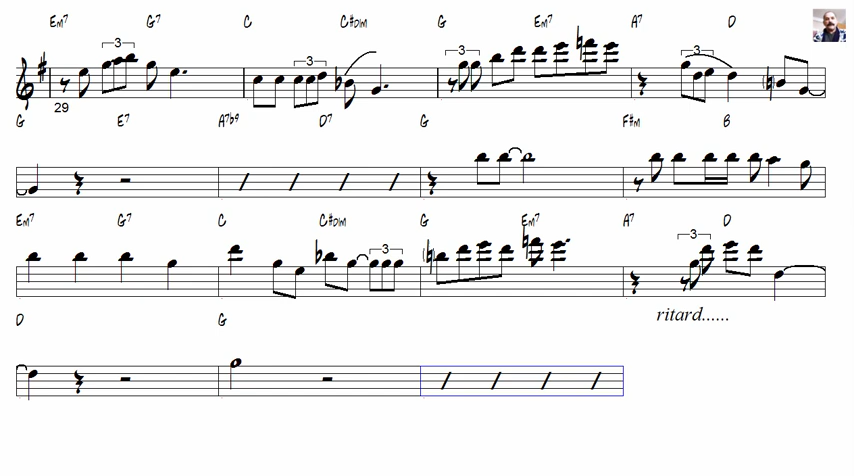 Em7 G7 C C#dim G Em7 A7 D
3 3 3 3
29
G E7 A7b9 D7 G F#m B
Em7 G7 C C#dim G Em7 A7 D
3 3
ritard......
D G